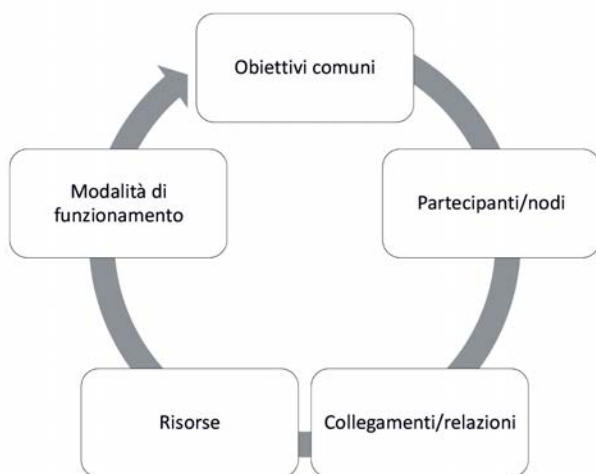 Obiettivi comuni
Partecipanti/nodi
Collegamenti/relazioni
Risorse
Modalità di
funzionamento